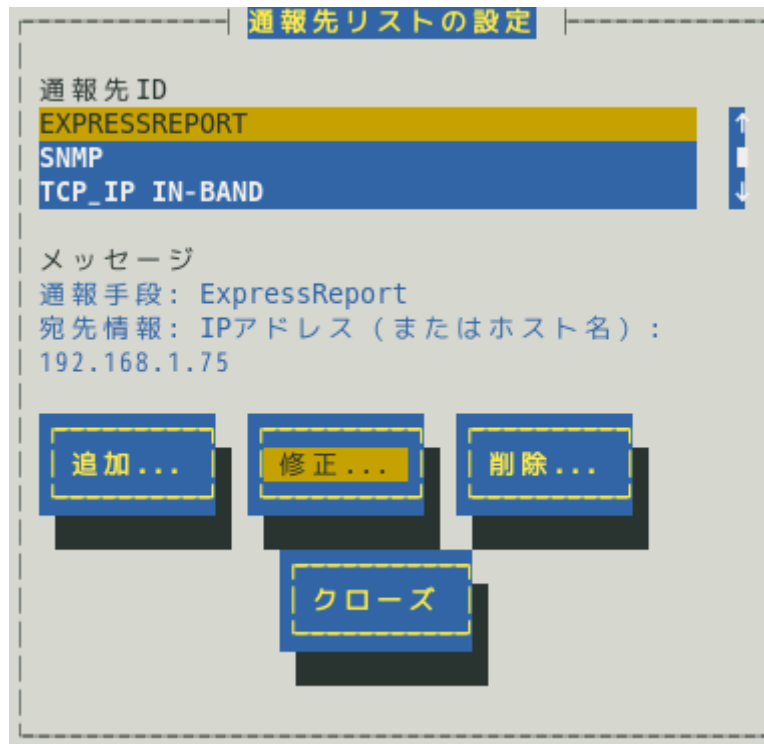 通報先リストの設定
通報先ID
EXPRESSREPORT
↑
SNMP
TCP_IP IN-BAND
↓
メッセージ
通報手段: ExpressReport
宛先情報: IPアドレス (またはホスト名) :
192.168.1.75
追加... 修正... 削除...
クローズ